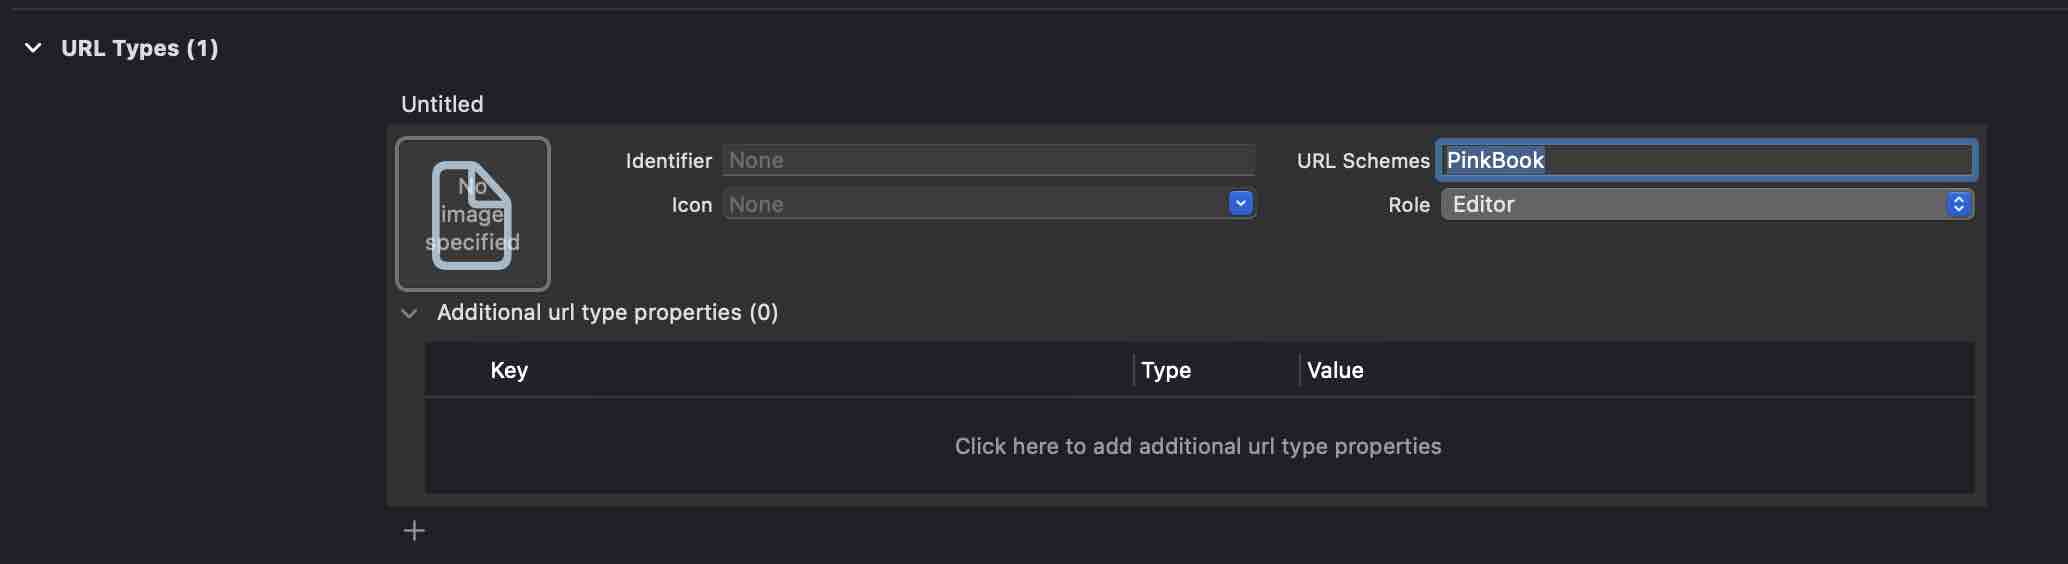 URL Types (1)
Untitled
No image specified
Identifier None
URL Schemes PinkBook
Icon None
Role Editor
Additional url type properties (0)
Key Type Value
Click here to add additional url type properties